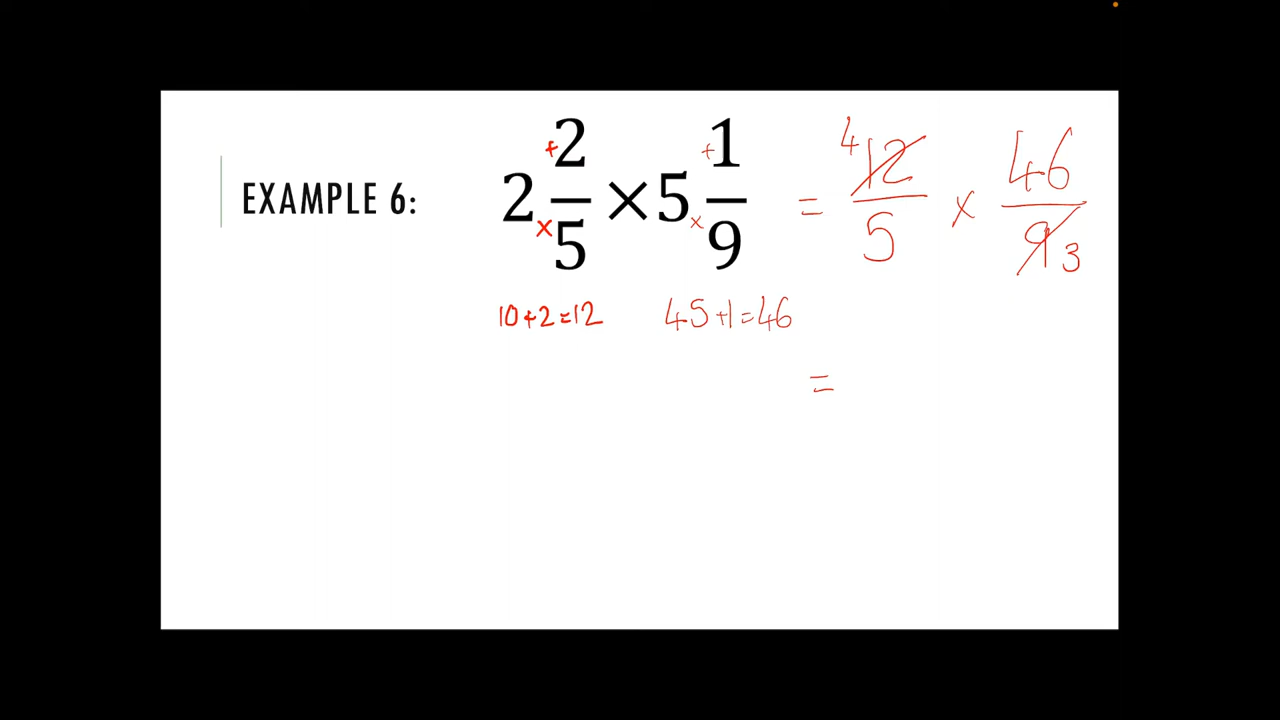 EXAMPLE 6:
2 2/5 × 5 1/9 = 12/5 × 46/9
+ × + × 4 3
10+2=12 45+1=46
=